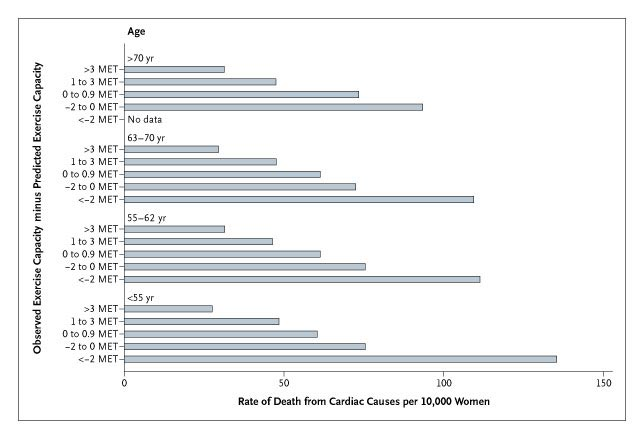 Age
Observed Exercise Capacity minus Predicted Exercise Capacity
>70 yr
>3 MET
1 to 3 MET
0 to 0.9 MET
−2 to 0 MET
<−2 MET No data
63–70 yr
>3 MET
1 to 3 MET
0 to 0.9 MET
−2 to 0 MET
<−2 MET
55–62 yr
>3 MET
1 to 3 MET
0 to 0.9 MET
−2 to 0 MET
<−2 MET
<55 yr
>3 MET
1 to 3 MET
0 to 0.9 MET
−2 to 0 MET
<−2 MET
0 50 100 150
Rate of Death from Cardiac Causes per 10,000 Women